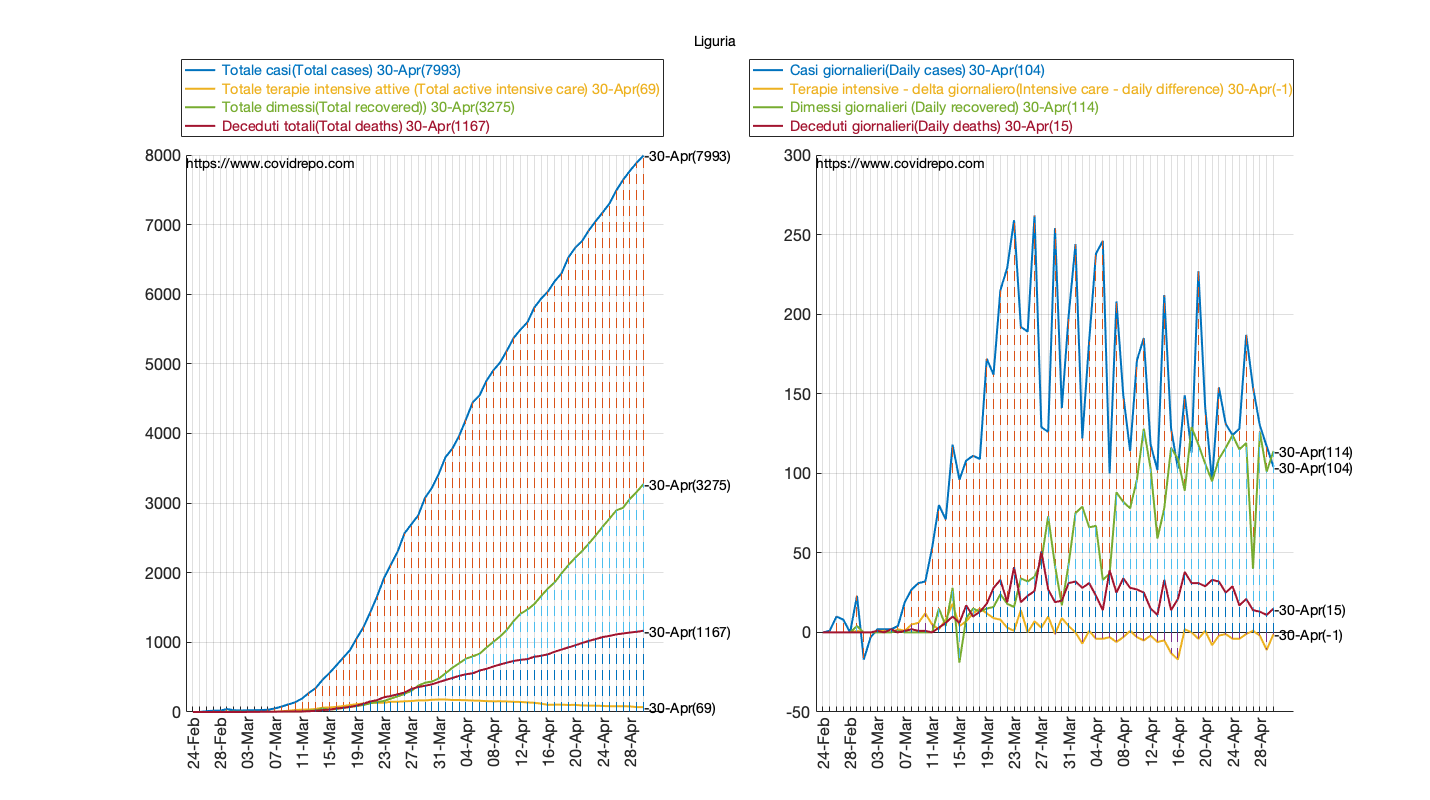 Liguria
Totale casi(Total cases) 30-Apr(7993)
Totale terapie intensive attive (Total active intensive care) 30-Apr(69)
Totale dimessi(Total recovered)) 30-Apr(3275)
Deceduti totali(Total deaths) 30-Apr(1167)
8000
7000
6000
5000
4000
3000
2000
1000
0
https://www.covidrepo.com
-30-Apr(7993)
-30-Apr(3275)
-30-Apr(1167)
-30-Apr(69)
24-Feb
28-Feb
03-Mar
07-Mar
11-Mar
15-Mar
19-Mar
23-Mar
27-Mar
31-Mar
04-Apr
08-Apr
12-Apr
16-Apr
20-Apr
24-Apr
28-Apr
Casi giornalieri(Daily cases) 30-Apr(104)
Terapie intensive - delta giornaliero(Intensive care - daily difference) 30-Apr(-1)
Dimessi giornalieri (Daily recovered) 30-Apr(114)
Deceduti giornalieri(Daily deaths) 30-Apr(15)
300
250
200
150
100
50
0
-50
https://www.covidrepo.com
-30-Apr(114)
-30-Apr(104)
-30-Apr(15)
-30-Apr(-1)
24-Feb
28-Feb
03-Mar
07-Mar
11-Mar
15-Mar
19-Mar
23-Mar
27-Mar
31-Mar
04-Apr
08-Apr
12-Apr
16-Apr
20-Apr
24-Apr
28-Apr